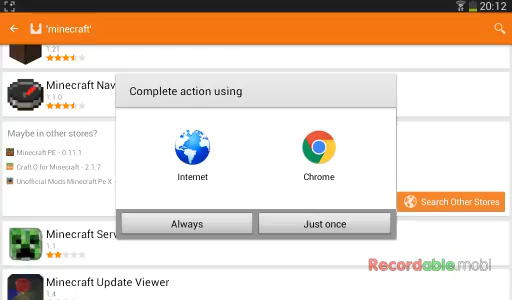 20:12
'minecraft'
1.21
Minecraft Nav
1.1.0
Complete action using
Maybe in other stores?
Minecraft PE - 0.11.1
Craft O for Minecraft - 2.1.7
Unofficial Mods Minecraft Pe X -
Internet
Chrome
Search Other Stores
Always
Just once
Minecraft Serv
1.1
Recordable.mobi
Minecraft Update Viewer
1.4